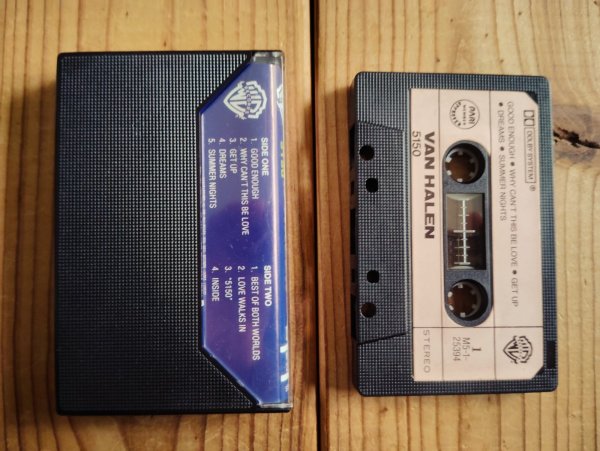 SIDE ONE
1. GOOD ENOUGH
2. WHY CAN'T THIS BE LOVE
3. GET UP
4. DREAMS
5. SUMMER NIGHTS
SIDE TWO
1. BEST OF BOTH WORLDS
2. LOVE WALKS IN
3. "5150"
4. INSIDE
DOLBY SYSTEM ®
GOOD ENOUGH • WHY CAN'T THIS BE LOVE • GET UP
• DREAMS • SUMMER NIGHTS
PARI
MEMBER
VAN HALEN
5150
1
M5-1-
25394
STEREO